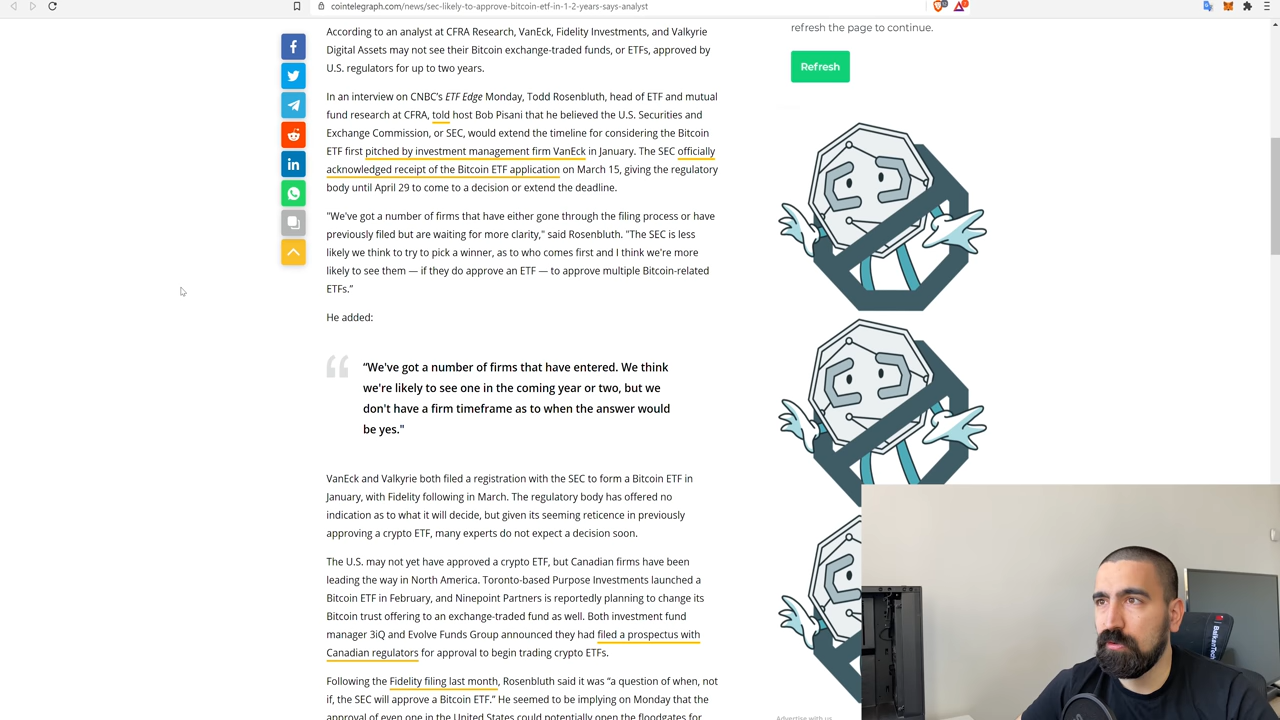 cointelegraph.com/news/sec-likely-to-approve-bitcoin-etf-in-1-2-years-says-analyst
According to an analyst at CFRA Research, VanEck, Fidelity Investments, and Valkyrie
Digital Assets may not see their Bitcoin exchange-traded funds, or ETFs, approved by
U.S. regulators for up to two years.
In an interview on CNBC's ETF Edge Monday, Todd Rosenbluth, head of ETF and mutual
fund research at CFRA, told host Bob Pisani that he believed the U.S. Securities and
Exchange Commission, or SEC, would extend the timeline for considering the Bitcoin
ETF first pitched by investment management firm VanEck in January. The SEC officially
acknowledged receipt of the Bitcoin ETF application on March 15, giving the regulatory
body until April 29 to come to a decision or extend the deadline.
"We've got a number of firms that have either gone through the filing process or have
previously filed but are waiting for more clarity," said Rosenbluth. "The SEC is less
likely we think to try to pick a winner, as to who comes first and I think we're more
likely to see them — if they do approve an ETF — to approve multiple Bitcoin-related
ETFs.”
He added:
“We've got a number of firms that have entered. We think
we're likely to see one in the coming year or two, but we
don't have a firm timeframe as to when the answer would
be yes."
VanEck and Valkyrie both filed a registration with the SEC to form a Bitcoin ETF in
January, with Fidelity following in March. The regulatory body has offered no
indication as to what it will decide, but given its seeming reticence in previously
approving a crypto ETF, many experts do not expect a decision soon.
The U.S. may not yet have approved a crypto ETF, but Canadian firms have been
leading the way in North America. Toronto-based Purpose Investments launched a
Bitcoin ETF in February, and Ninepoint Partners is reportedly planning to change its
Bitcoin trust offering to an exchange-traded fund as well. Both investment fund
manager 3iQ and Evolve Funds Group announced they had filed a prospectus with
Canadian regulators for approval to begin trading crypto ETFs.
Following the Fidelity filing last month, Rosenbluth said it was “a question of when, not
if, the SEC will approve a Bitcoin ETF.” He seemed to be implying on Monday that the
approval of even one in the United States could potentially open the floodgates for
refresh the page to continue.
Refresh
Advertise with us
BalkanTech